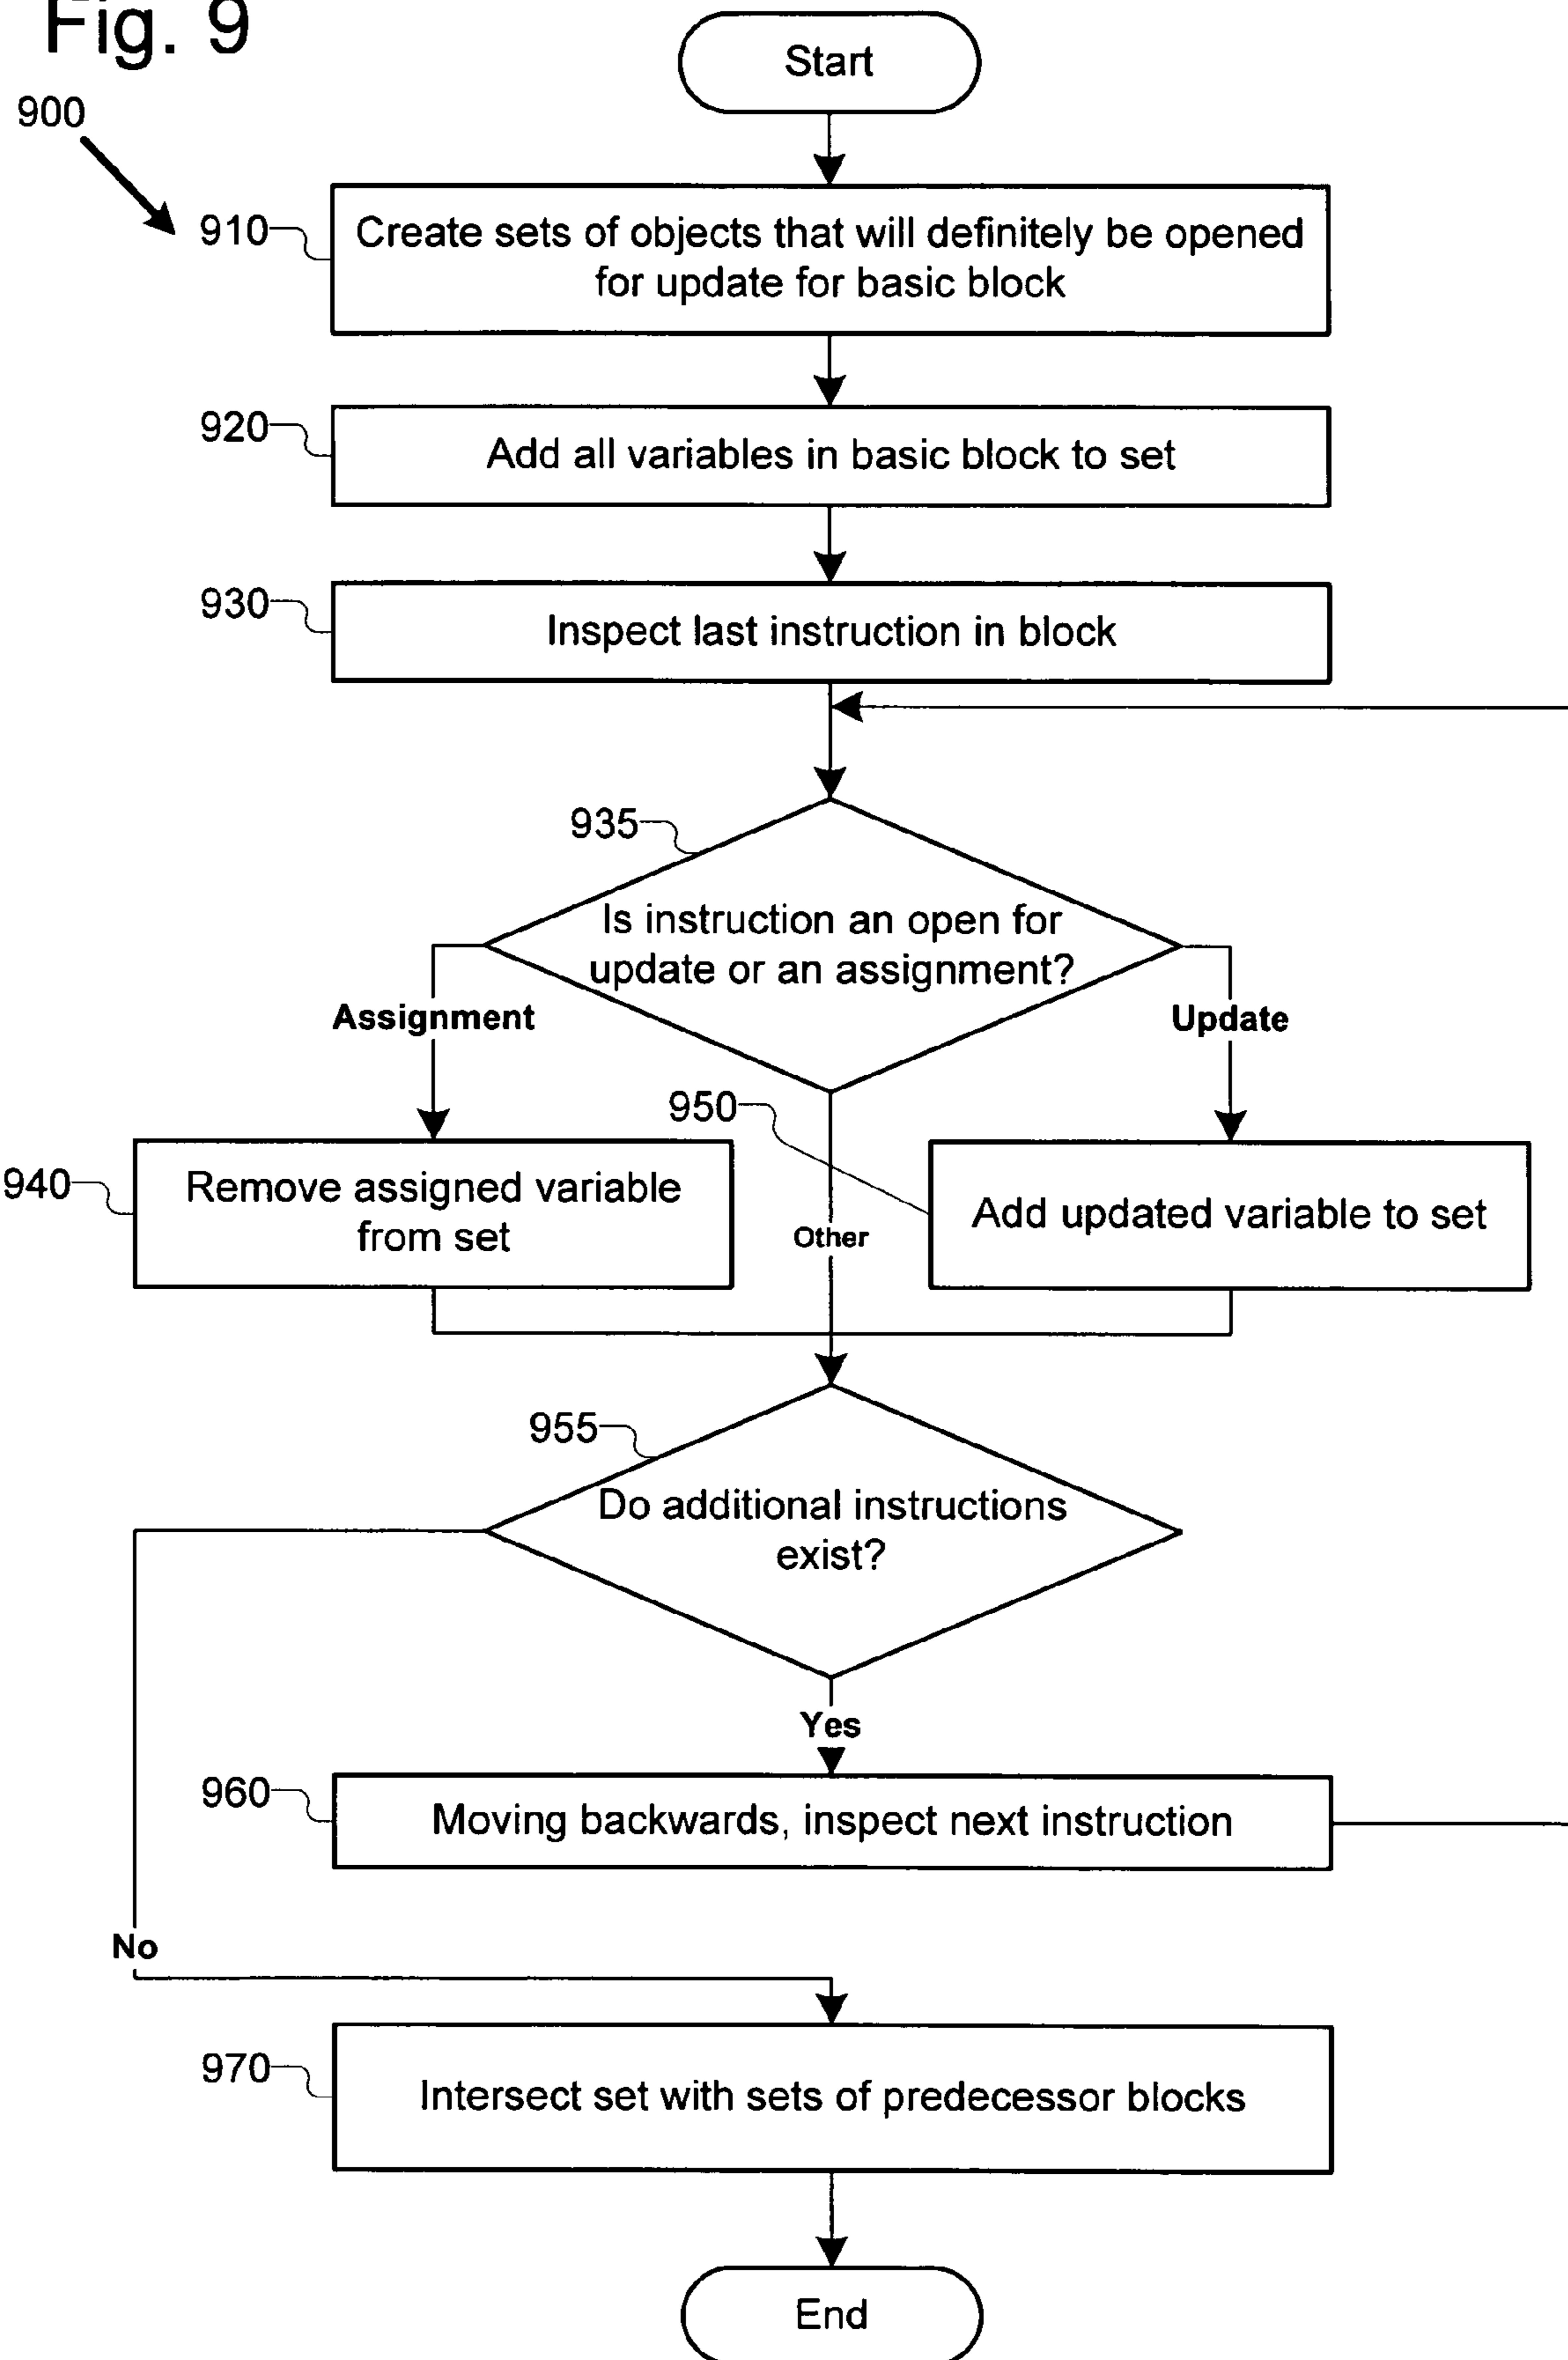 Fig. 9
Start
900
910
Create sets of objects that will definitely be opened
for update for basic block
920
Add all variables in basic block to set
930
Inspect last instruction in block
935
Is instruction an open for
update or an assignment?
Assignment
Update
950
940
Remove assigned variable
from set
Other
Add updated variable to set
955
Do additional instructions
exist?
Yes
960
Moving backwards, inspect next instruction
No
970
Intersect set with sets of predecessor blocks
End